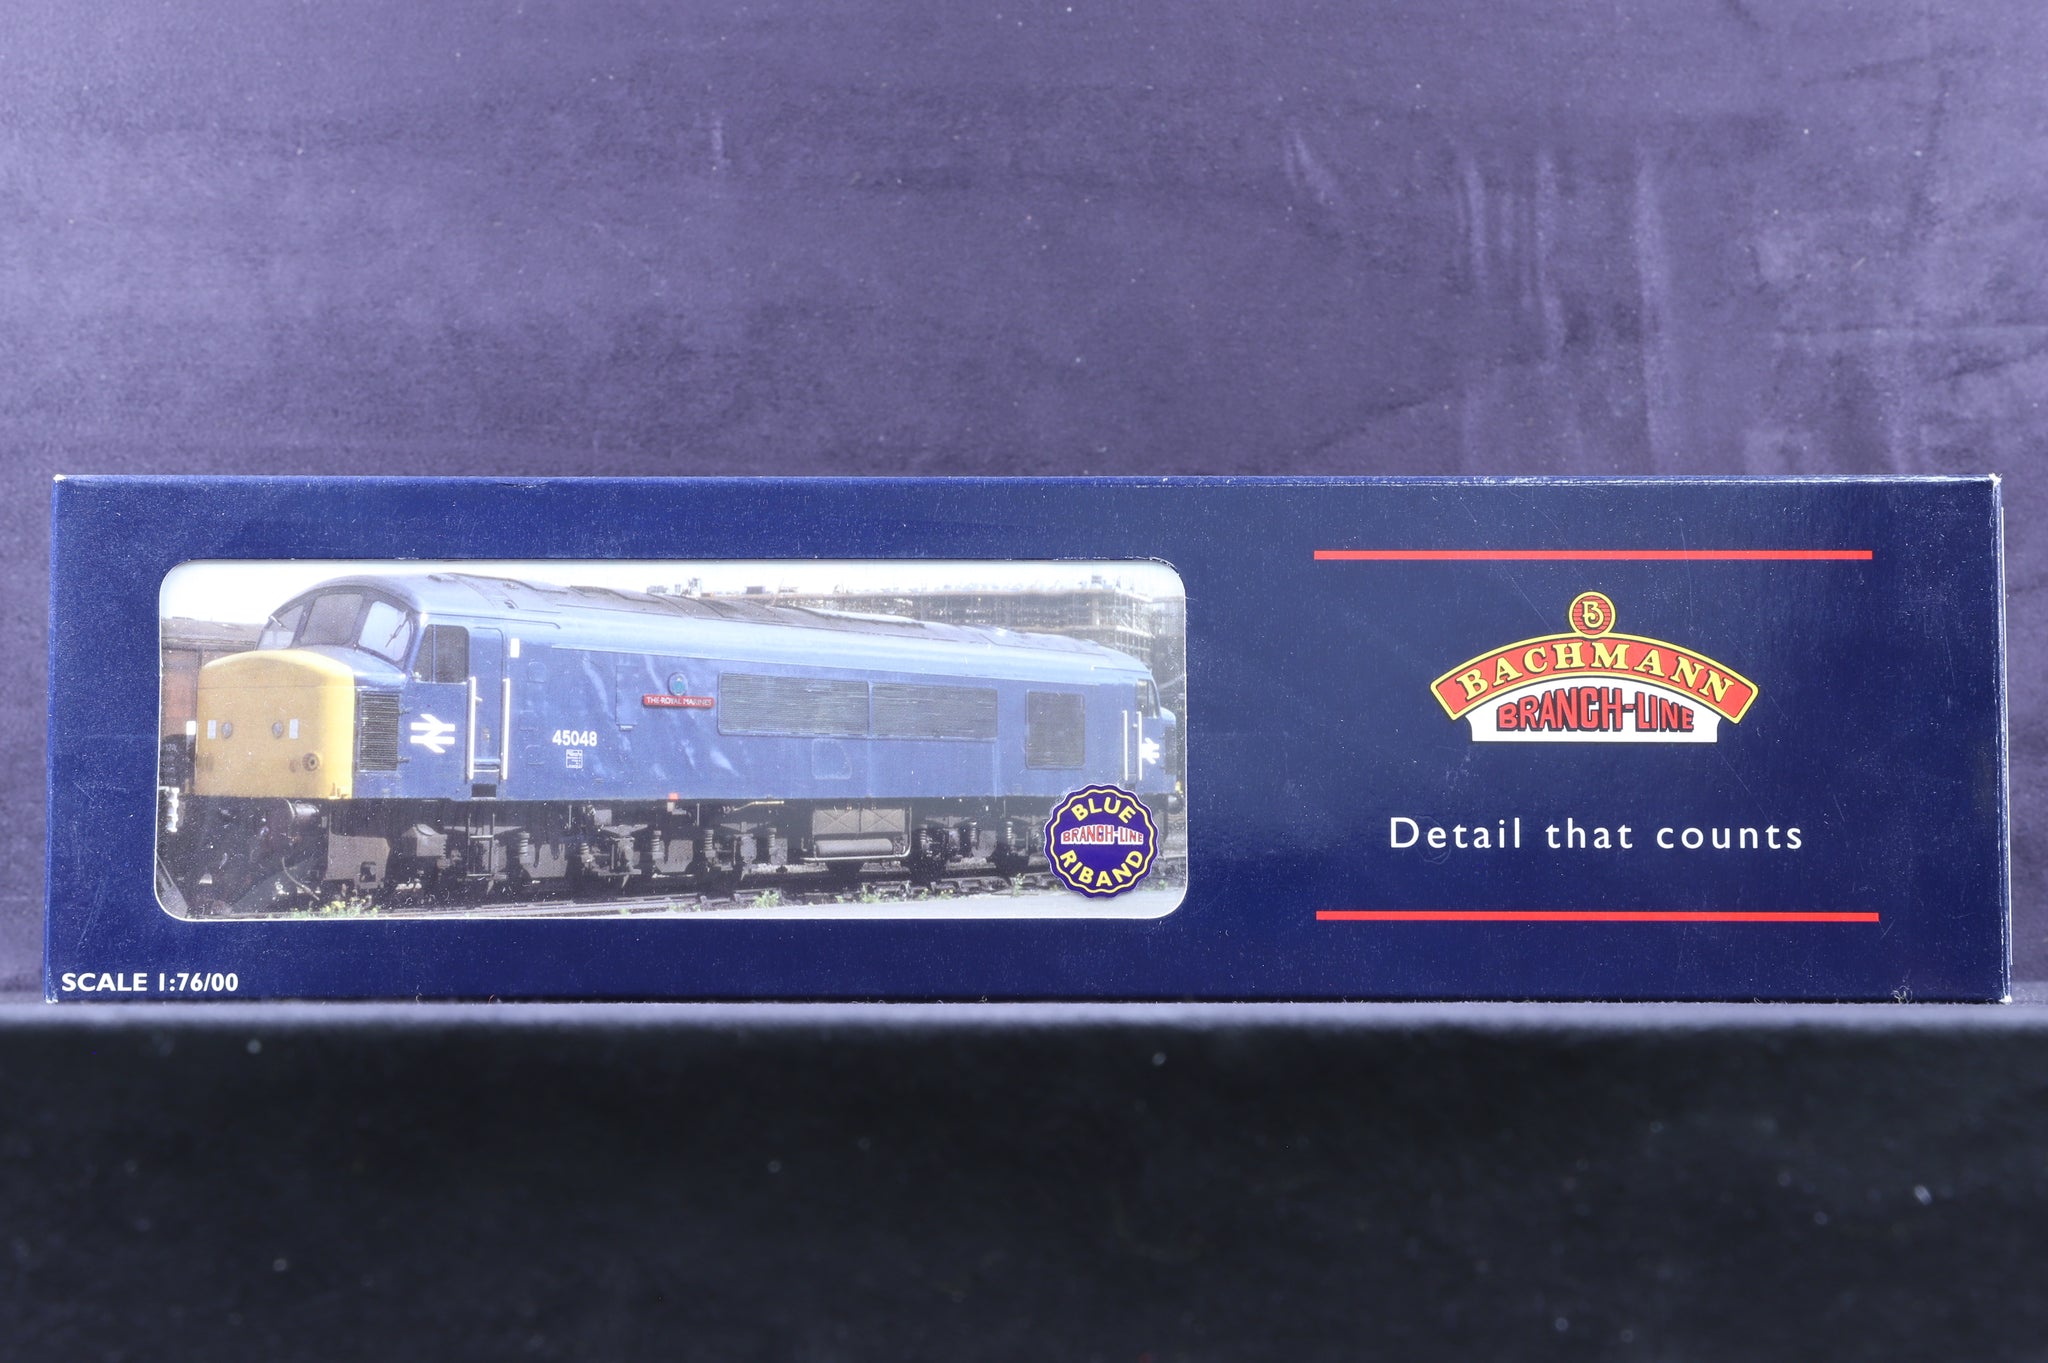 THE ROYAL MARINES
45048
BLUE
BRANCH-LINE
RIBAND
SCALE 1:76/00
B
BACHMANN
BRANCH-LINE
Detail that counts